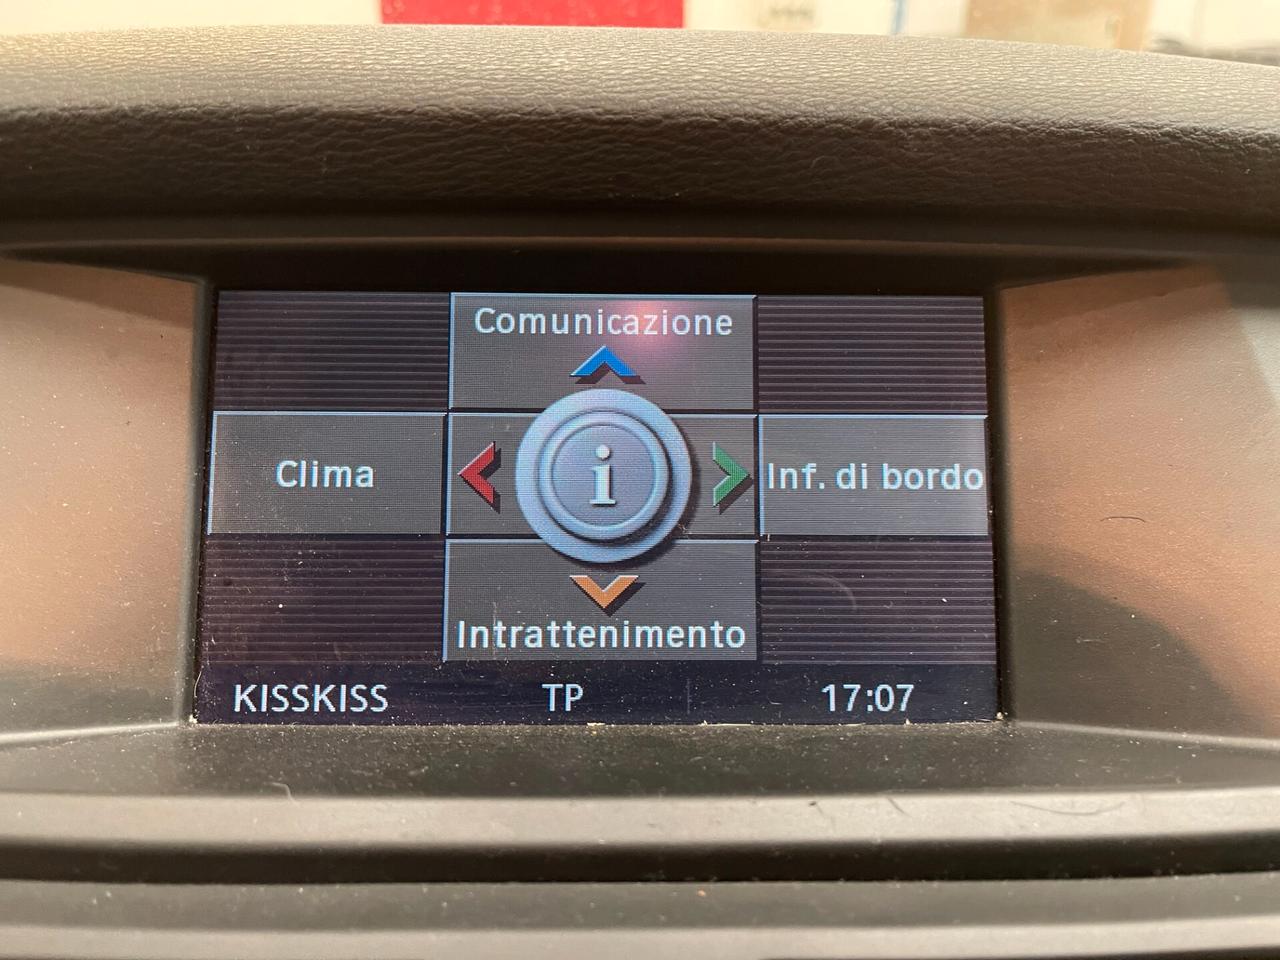 Comunicazione
Clima
i
Inf. di bordo
Intrattenimento
KISSKISS TP 17:07